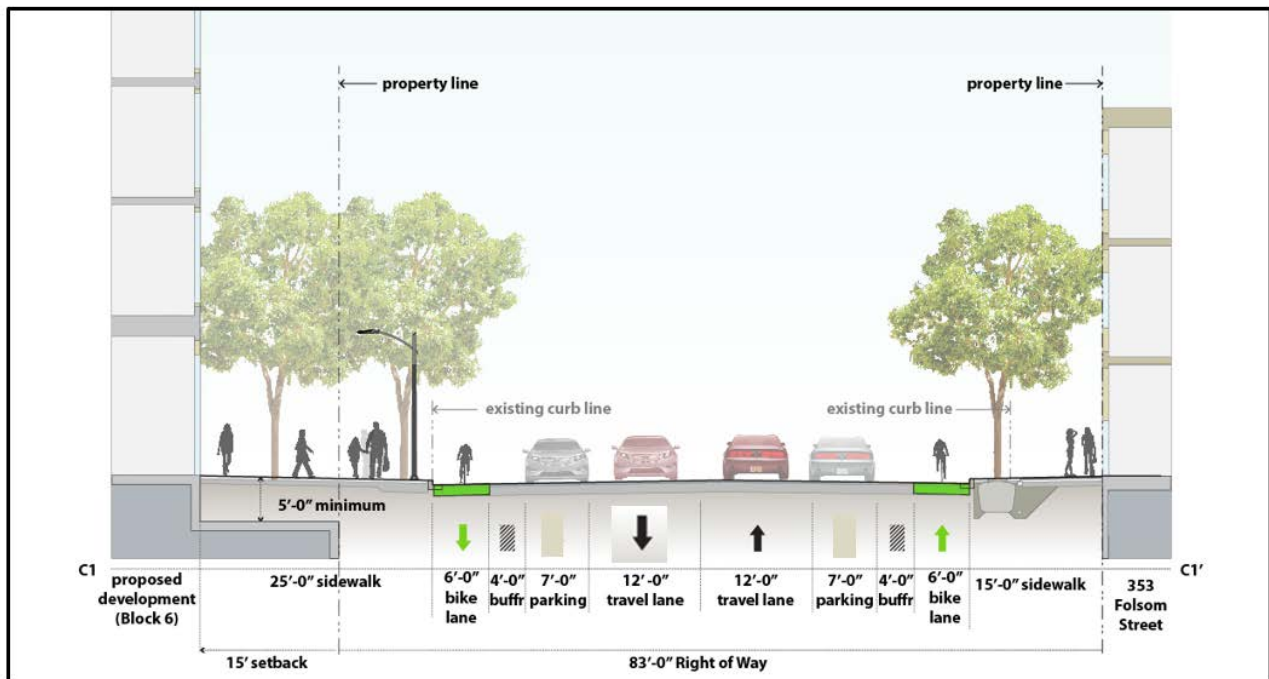 property line
property line
existing curb line
existing curb line
5’-0” minimum
C1
C1’
proposed
development
(Block 6)
25’-0” sidewalk
6’-0”
bike
lane
4’-0”
buffr
7’-0”
parking
12’-0”
travel lane
12’-0”
travel lane
7’-0”
parking
4’-0”
buffr
6’-0”
bike
lane
15’-0” sidewalk
353
Folsom
Street
15’ setback
83’-0” Right of Way